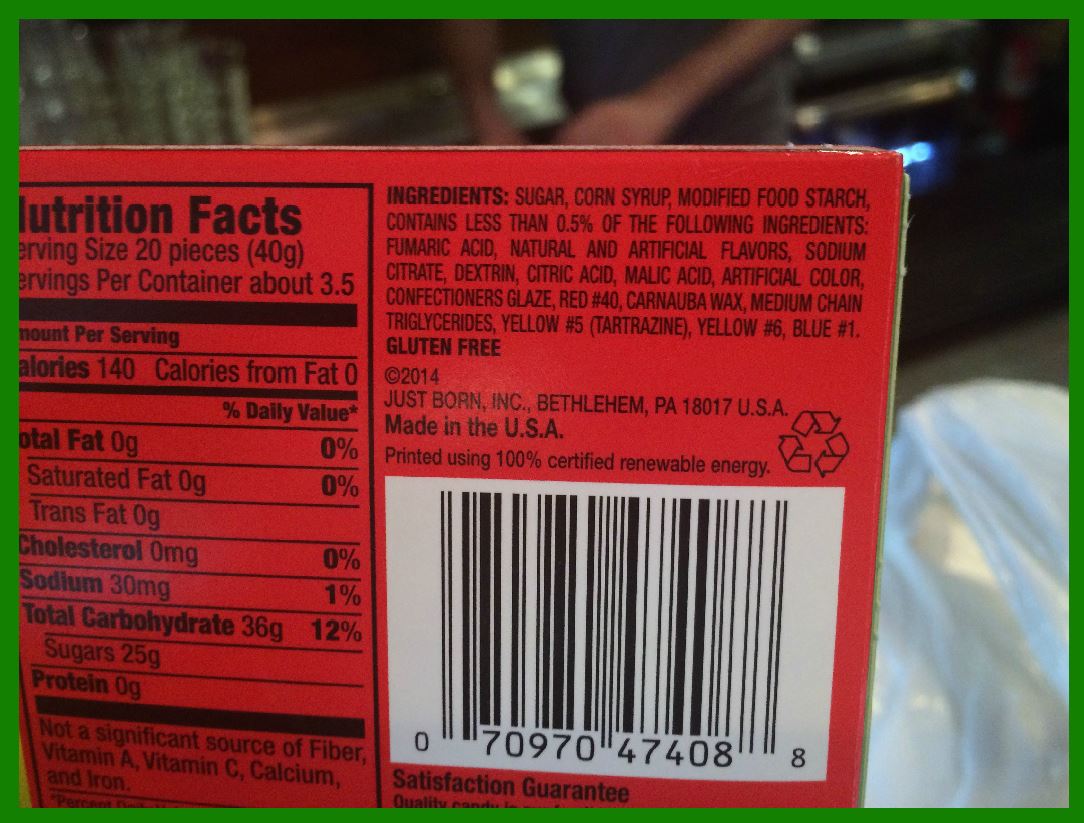 Nutrition Facts
Serving Size 20 pieces (40g)
Servings Per Container about 3.5
Amount Per Serving
Calories 140 Calories from Fat 0
% Daily Value*
Total Fat 0g 0%
Saturated Fat 0g 0%
Trans Fat 0g
Cholesterol 0mg 0%
Sodium 30mg 1%
Total Carbohydrate 36g 12%
Sugars 25g
Protein 0g
Not a significant source of Fiber,
Vitamin A, Vitamin C, Calcium,
and Iron.
*Percent
INGREDIENTS: SUGAR, CORN SYRUP, MODIFIED FOOD STARCH,
CONTAINS LESS THAN 0.5% OF THE FOLLOWING INGREDIENTS:
FUMARIC ACID, NATURAL AND ARTIFICIAL FLAVORS, SODIUM
CITRATE, DEXTRIN, CITRIC ACID, MALIC ACID, ARTIFICIAL COLOR,
CONFECTIONERS GLAZE, RED #40, CARNAUBA WAX, MEDIUM CHAIN
TRIGLYCERIDES, YELLOW #5 (TARTRAZINE), YELLOW #6, BLUE #1.
GLUTEN FREE
©2014
JUST BORN, INC., BETHLEHEM, PA 18017 U.S.A.
Made in the U.S.A.
Printed using 100% certified renewable energy.
0 70970 47408 8
Satisfaction Guarantee
Quality candy is